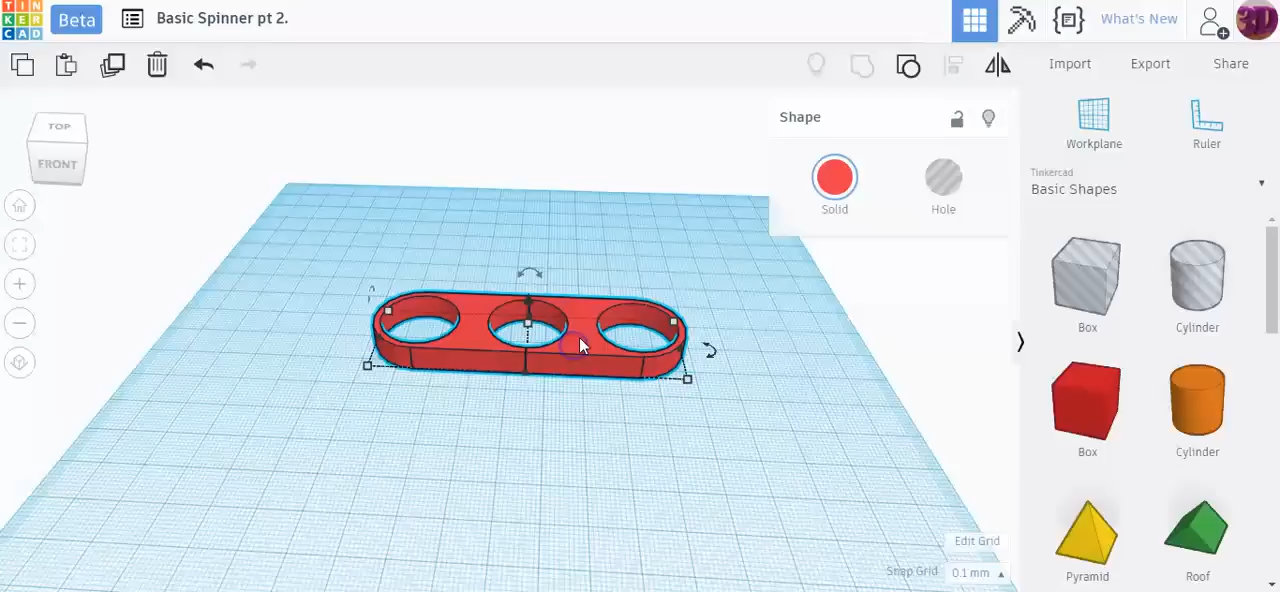 TIN
KER
CAD
Beta
Basic Spinner pt 2.
What's New
Import
Export
Share
TOP
FRONT
Shape
Solid
Hole
Workplane
Ruler
Tinkercad
Basic Shapes
Box
Cylinder
Box
Cylinder
Pyramid
Roof
Edit Grid
Snap Grid
0.1 mm